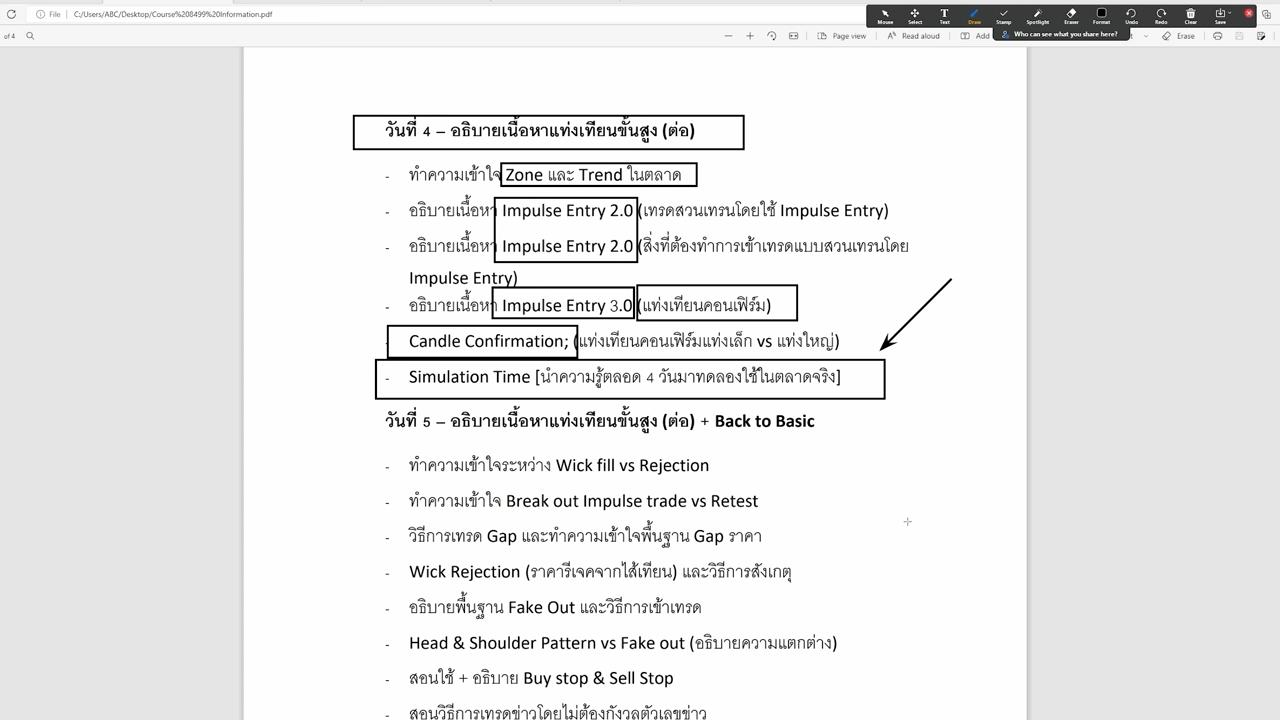 File C:/Users/ABC/Desktop/Course%208499%20Information.pdf
Mouse Select Text Draw Stamp Spotlight Eraser Format Undo Redo Clear Save
Who can see what you share here?
of 4 Page view Read aloud Add Erase
วันที่ 4 – อธิบายเนื้อหาแท่งเทียนขั้นสูง (ต่อ)
- ทำความเข้าใจ Zone และ Trend ในตลาด
- อธิบายเนื้อหา Impulse Entry 2.0 (เทรดสวนเทรนโดยใช้ Impulse Entry)
- อธิบายเนื้อหา Impulse Entry 2.0 (สิ่งที่ต้องทำการเข้าเทรดแบบสวนเทรนโดย
Impulse Entry)
- อธิบายเนื้อหา Impulse Entry 3.0 (แท่งเทียนคอนเฟิร์ม)
- Candle Confirmation; (แท่งเทียนคอนเฟิร์มแท่งเล็ก vs แท่งใหญ่)
- Simulation Time [นำความรู้ตลอด 4 วันมาทดลองใช้ในตลาดจริง]
วันที่ 5 – อธิบายเนื้อหาแท่งเทียนขั้นสูง (ต่อ) + Back to Basic
- ทำความเข้าใจระหว่าง Wick fill vs Rejection
- ทำความเข้าใจ Break out Impulse trade vs Retest
- วิธีการเทรด Gap และทำความเข้าใจพื้นฐาน Gap ราคา
- Wick Rejection (ราคารีเจคจากไส้เทียน) และวิธีการสังเกตุ
- อธิบายพื้นฐาน Fake Out และวิธีการเข้าเทรด
- Head & Shoulder Pattern vs Fake out (อธิบายความแตกต่าง)
- สอนใช้ + อธิบาย Buy stop & Sell Stop
- สอนวิธีการเทรดข่าวโดยไม่ต้องกังวลตัวเลขข่าว